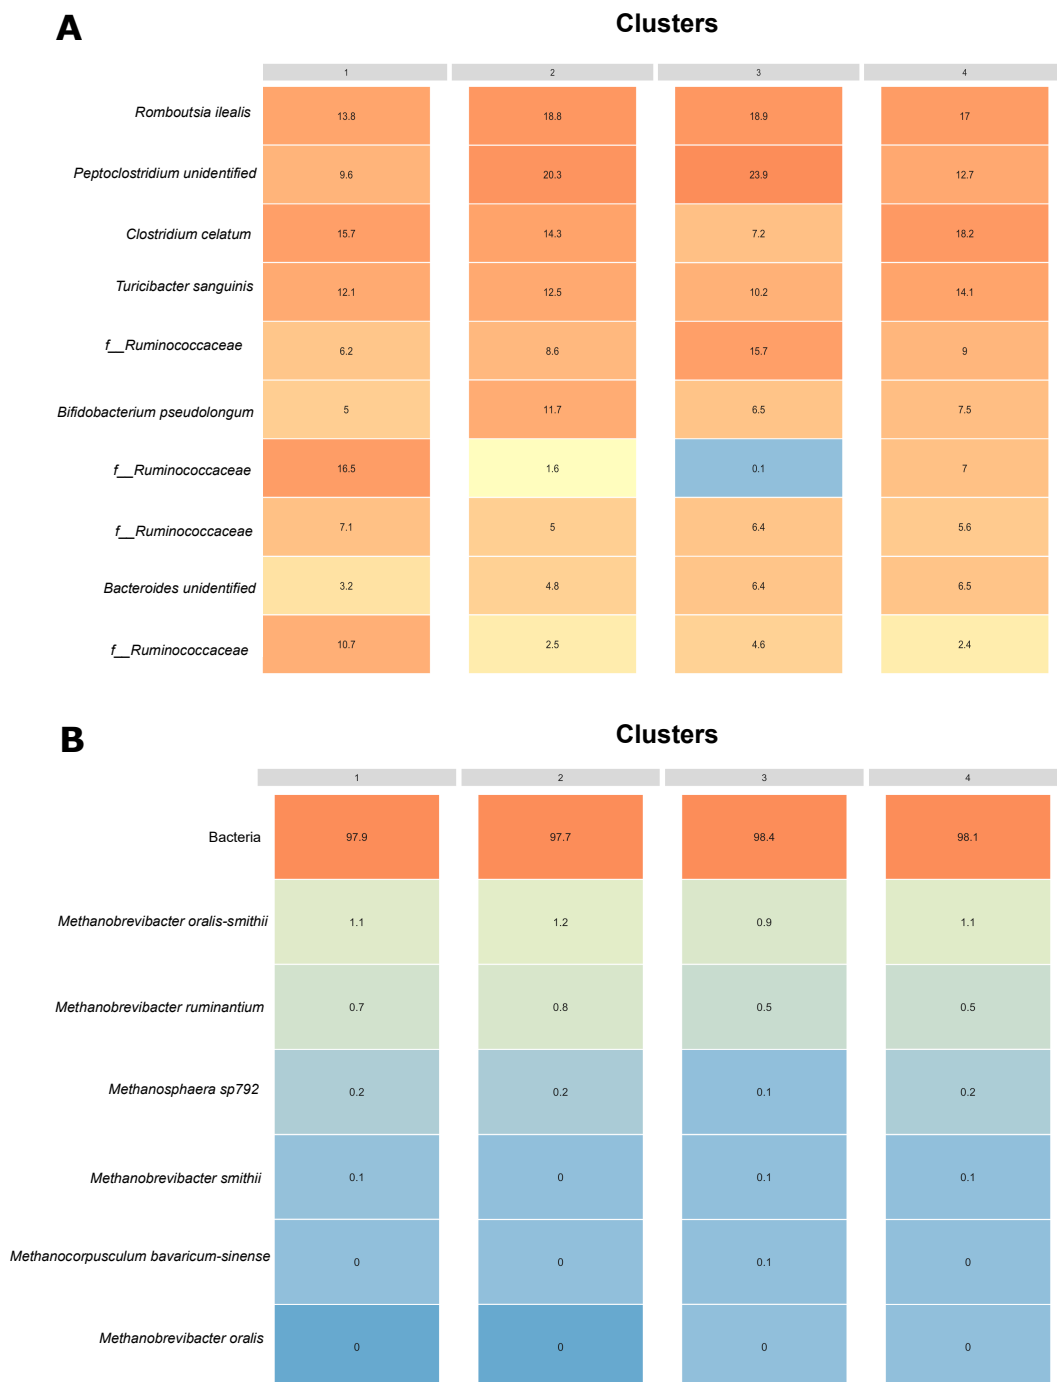 A
Clusters
1 2 3 4
Romboutsia ilealis 13.8 18.8 18.9 17
Peptoclostridium unidentified 9.6 20.3 23.9 12.7
Clostridium celatum 15.7 14.3 7.2 18.2
Turicibacter sanguinis 12.1 12.5 10.2 14.1
f__Ruminococcaceae 6.2 8.6 15.7 9
Bifidobacterium pseudolongum 5 11.7 6.5 7.5
f__Ruminococcaceae 16.5 1.6 0.1 7
f__Ruminococcaceae 7.1 5 6.4 5.6
Bacteroides unidentified 3.2 4.8 6.4 6.5
f__Ruminococcaceae 10.7 2.5 4.6 2.4
B
Clusters
1 2 3 4
Bacteria 97.9 97.7 98.4 98.1
Methanobrevibacter oralis-smithii 1.1 1.2 0.9 1.1
Methanobrevibacter ruminantium 0.7 0.8 0.5 0.5
Methanosphaera sp792 0.2 0.2 0.1 0.2
Methanobrevibacter smithii 0.1 0 0.1 0.1
Methanocorpusculum bavaricum-sinense 0 0 0.1 0
Methanobrevibacter oralis 0 0 0 0